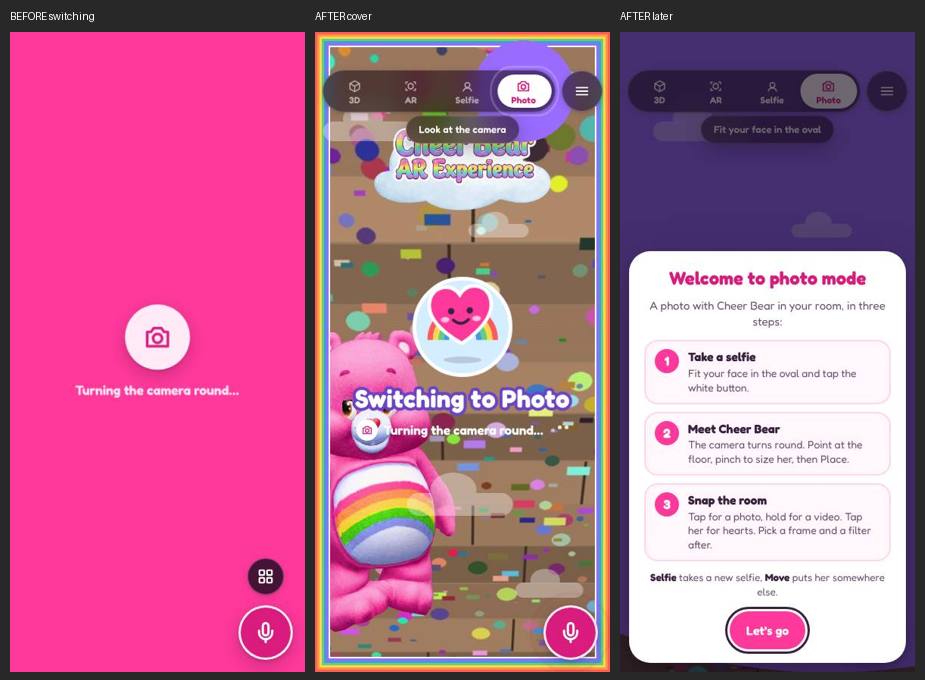 BEFORE switching
Turning the camera round...
AFTER cover
3D
AR
Selfie
Photo
Look at the camera
Cheer Bear
AR Experience
Switching to Photo
Turning the camera round...
AFTER later
3D
AR
Selfie
Photo
Fit your face in the oval
Welcome to photo mode
A photo with Cheer Bear in your room, in three
steps:
1
Take a selfie
Fit your face in the oval and tap the
white button.
2
Meet Cheer Bear
The camera turns round. Point at the
floor, pinch to size her, then Place.
3
Snap the room
Tap for a photo, hold for a video. Tap
her for hearts. Pick a frame and a filter
after.
Selfie takes a new selfie, Move puts her somewhere
else.
Let's go